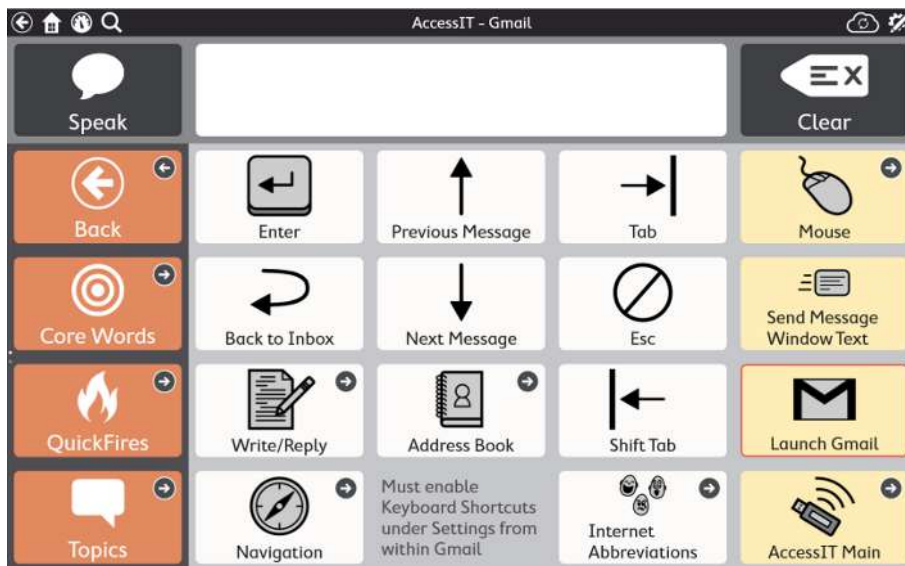 AccessIT - Gmail
Speak
Clear
Back
Enter
Previous Message
Tab
Mouse
Core Words
Back to Inbox
Next Message
Esc
Send Message
Window Text
QuickFires
Write/Reply
Address Book
Shift Tab
Launch Gmail
Topics
Navigation
Must enable
Keyboard Shortcuts
under Settings from
within Gmail
Internet
Abbreviations
AccessIT Main